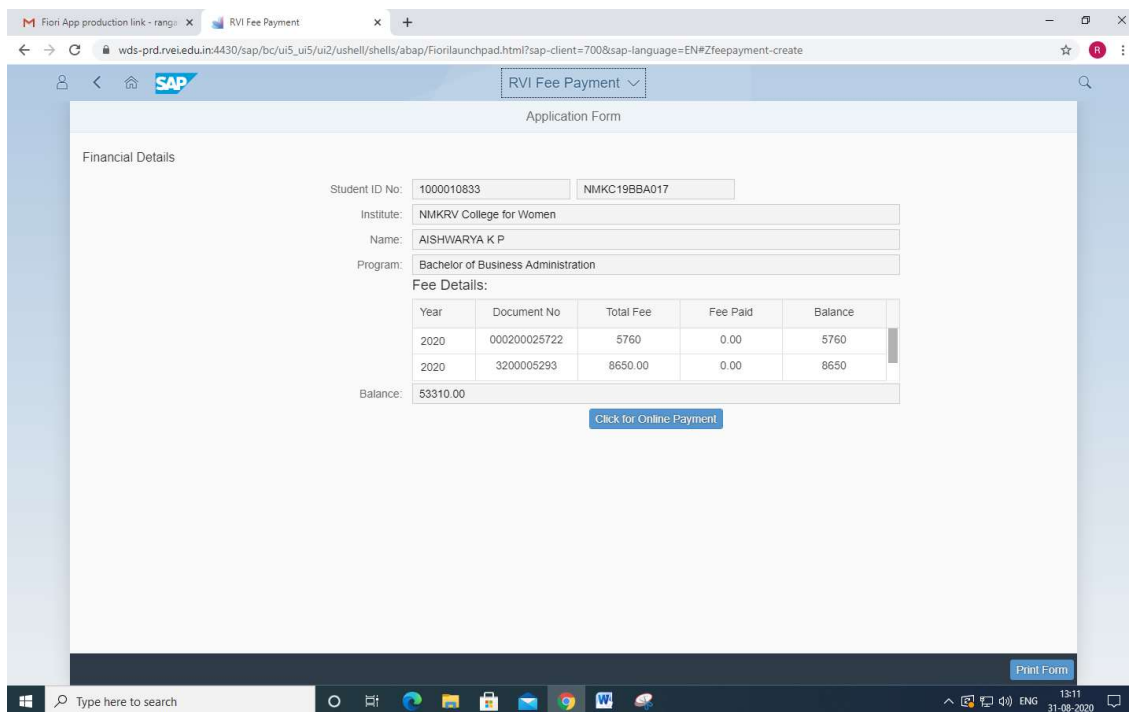 Fiori App production link - ranga
RVI Fee Payment
wds-prd.rvei.edu.in:4430/sap/bc/ui5_ui5/ui2/ushell/shells/abap/Fiorilaunchpad.html?sap-client=700&sap-language=EN#Zfeepayment-create
R
SAP
RVI Fee Payment
Application Form
Financial Details
Student ID No: 1000010833 NMKC19BBA017
Institute: NMKRV College for Women
Name: AISHWARYA K P
Program: Bachelor of Business Administration
Fee Details:
Year Document No Total Fee Fee Paid Balance
2020 000200025722 5760 0.00 5760
2020 3200005293 8650.00 0.00 8650
Balance: 53310.00
Click for Online Payment
Print Form
Type here to search
W
ENG
13:11
31-08-2020